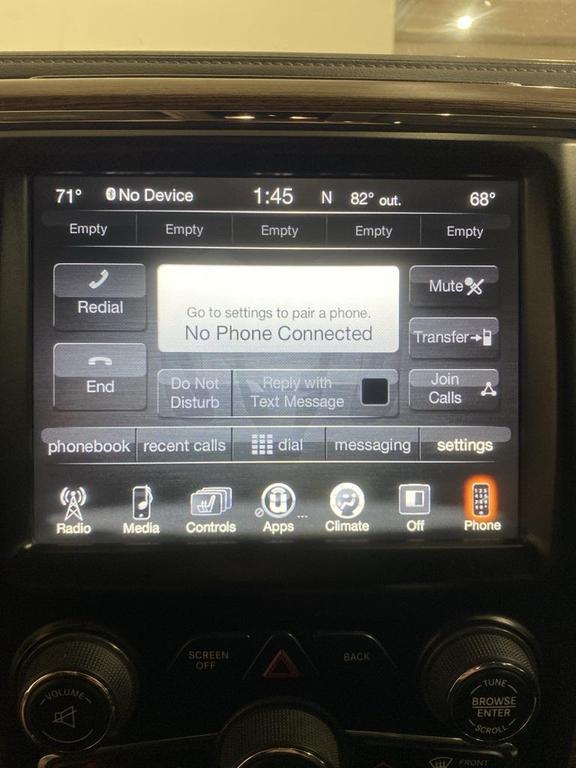 71° No Device 1:45 N 82° out. 68°
Empty Empty Empty Empty Empty
Redial
Go to settings to pair a phone.
No Phone Connected
Mute
Transfer
End
Do Not
Disturb
Reply with
Text Message
Join
Calls
phonebook recent calls dial messaging settings
Radio Media Controls Apps Climate Off Phone
SCREEN
OFF
BACK
VOLUME
TUNE
BROWSE
ENTER
SCROLL
FRONT